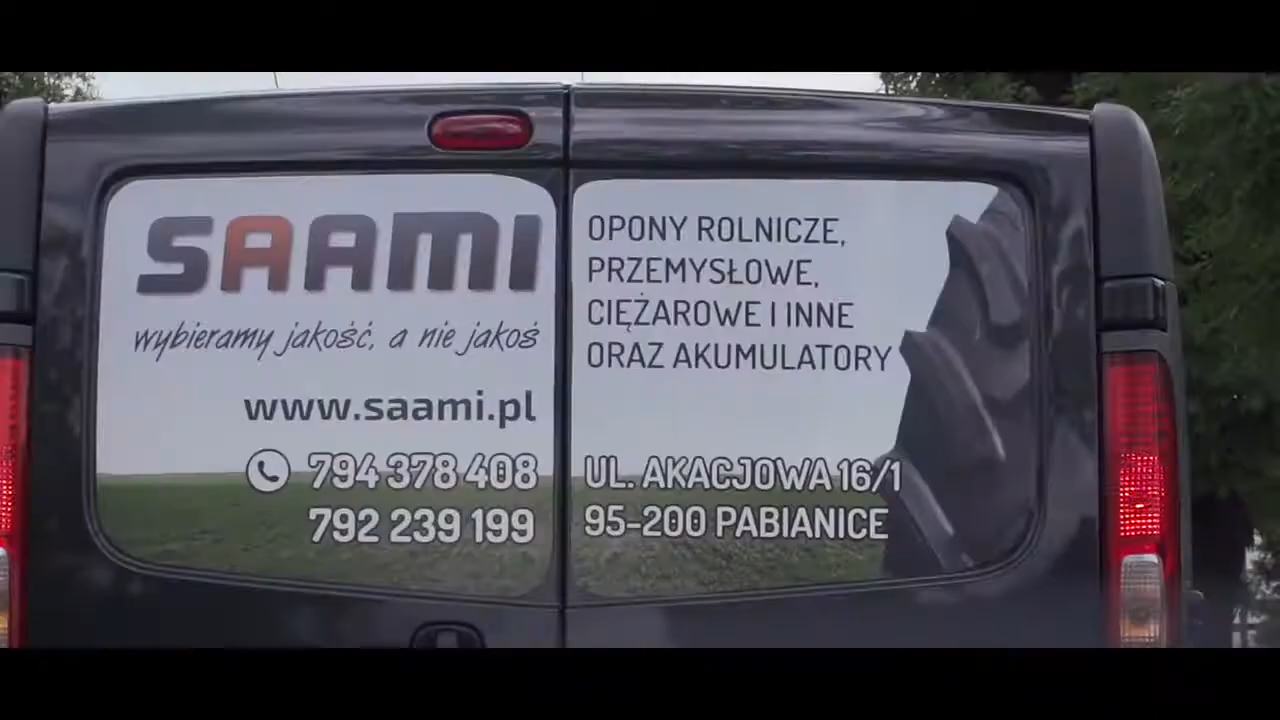 SAAMI
wybieramy jakość, a nie jakoś
www.saami.pl
794 378 408
792 239 199
OPONY ROLNICZE,
PRZEMYSŁOWE,
CIĘŻAROWE I INNE
ORAZ AKUMULATORY
UL. AKACJOWA 16/1
95-200 PABIANICE